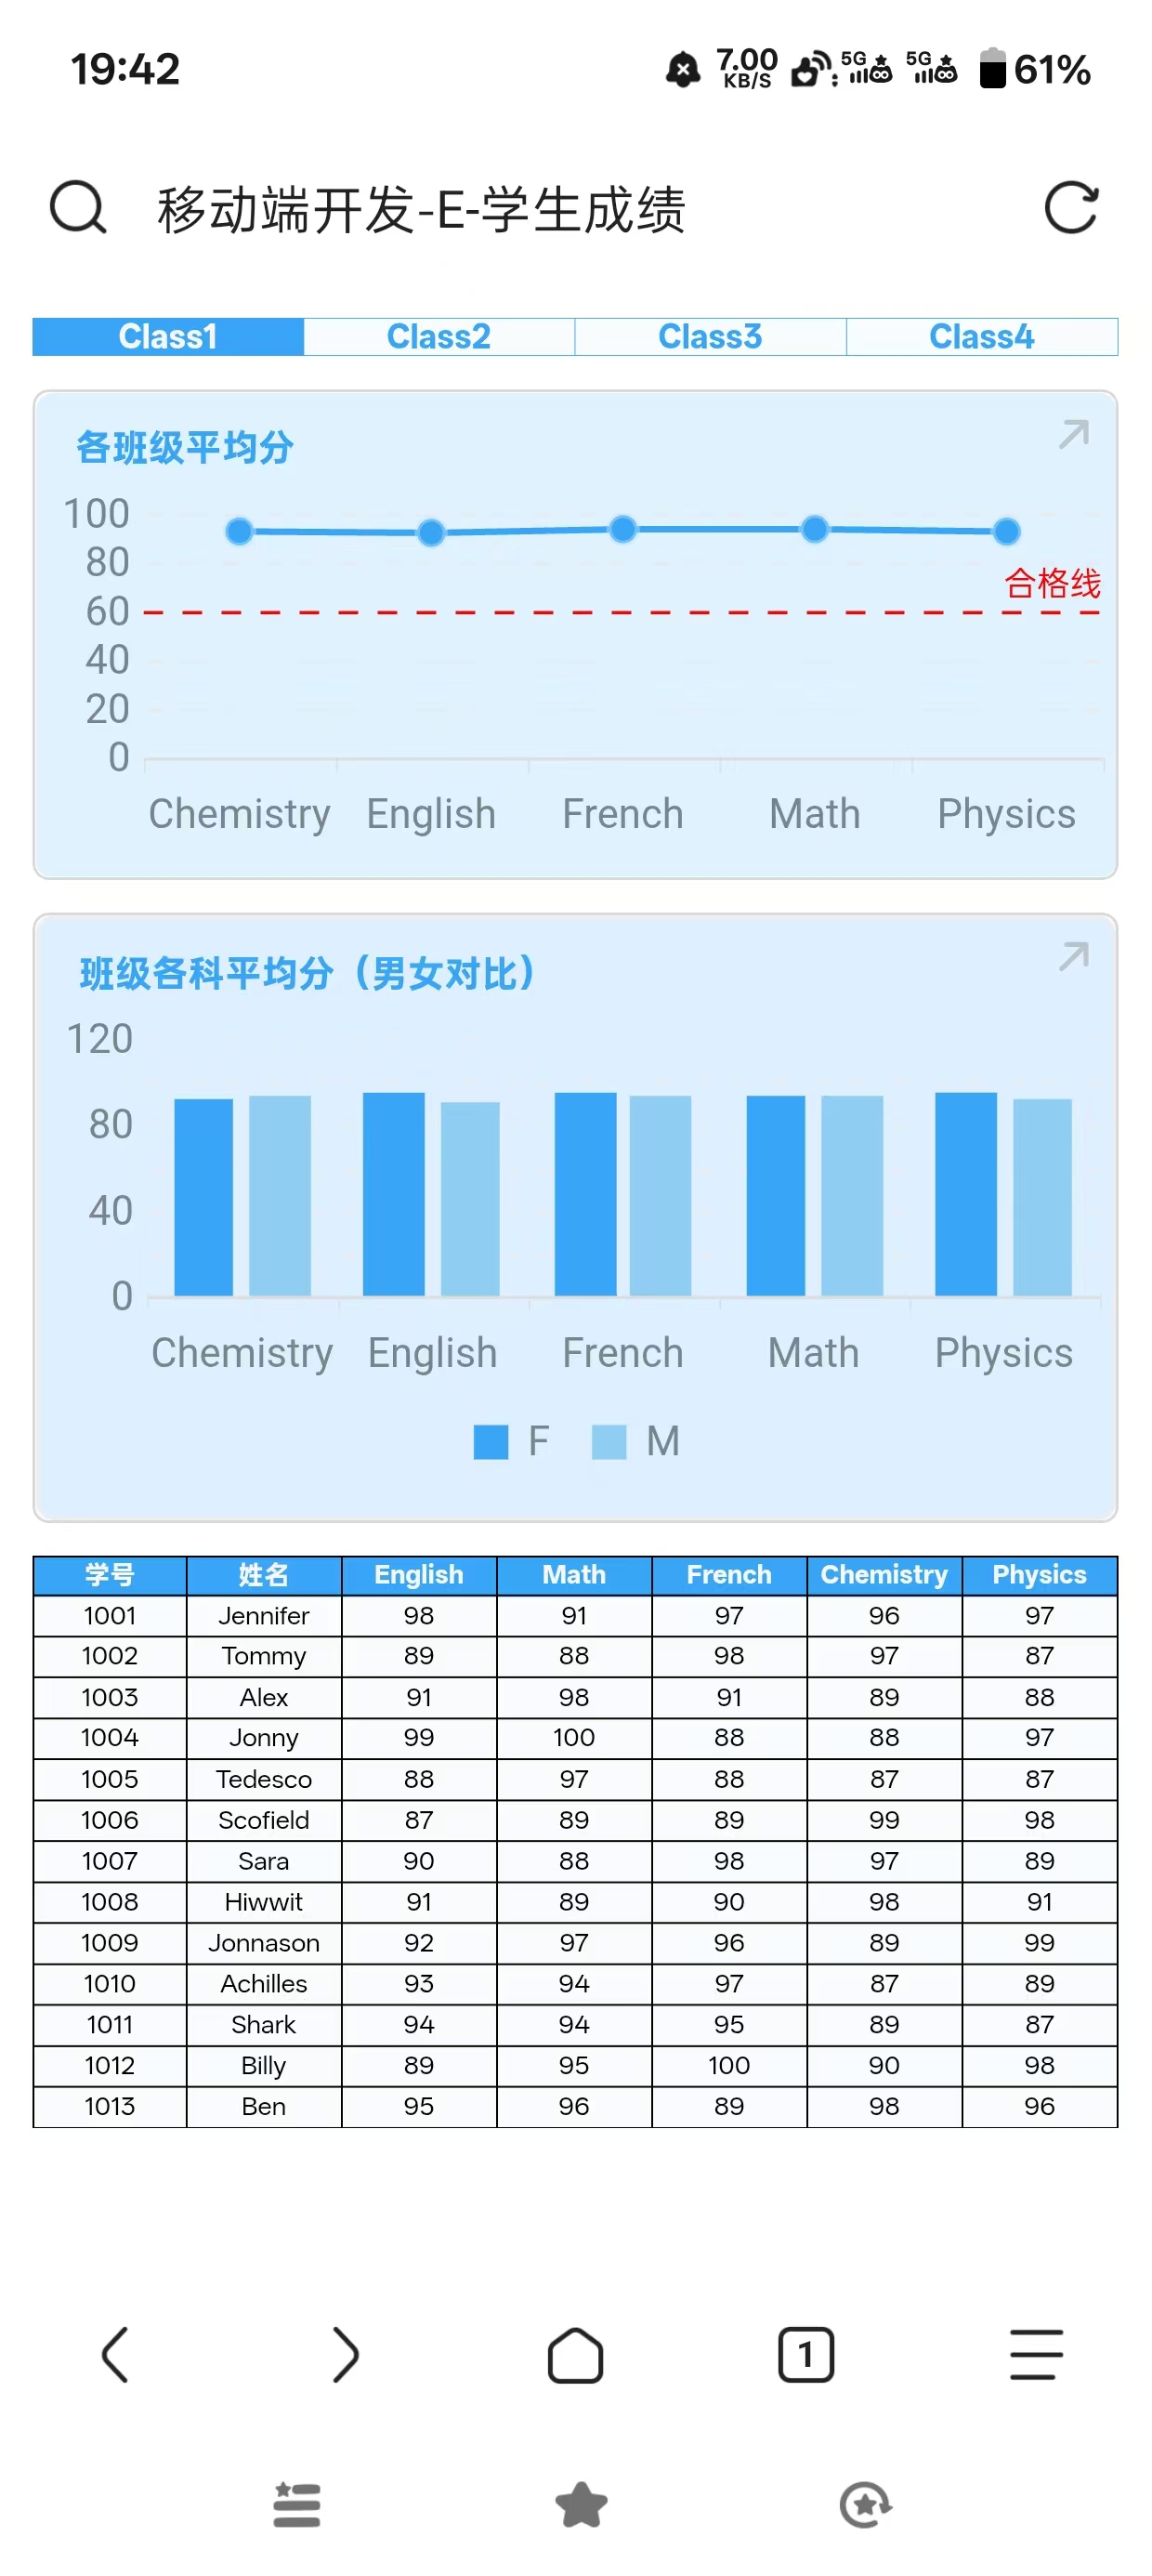 19:42 7.00 KB/S 5G 5G 61%
移动端开发-E-学生成绩
Class1 Class2 Class3 Class4
各班级平均分
100
80
合格线
60
40
20
0
Chemistry English French Math Physics
班级各科平均分（男女对比）
120
80
40
0
Chemistry English French Math Physics
F M
学号 姓名 English Math French Chemistry Physics
1001 Jennifer 98 91 97 96 97
1002 Tommy 89 88 98 97 87
1003 Alex 91 98 91 89 88
1004 Jonny 99 100 88 88 97
1005 Tedesco 88 97 88 87 87
1006 Scofield 87 89 89 99 98
1007 Sara 90 88 98 97 89
1008 Hiwwit 91 89 90 98 91
1009 Jonnason 92 97 96 89 99
1010 Achilles 93 94 97 87 89
1011 Shark 94 94 95 89 87
1012 Billy 89 95 100 90 98
1013 Ben 95 96 89 98 96
1